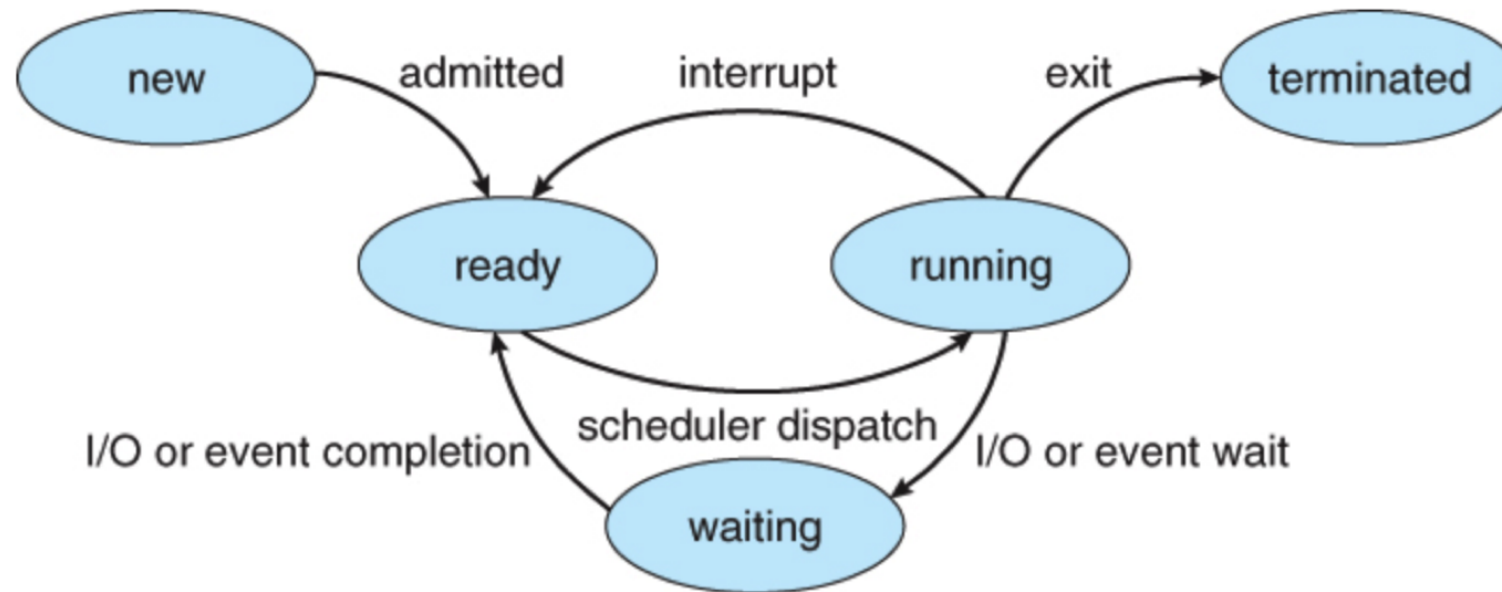 new
admitted
interrupt
exit
terminated
ready
running
scheduler dispatch
I/O or event completion
I/O or event wait
waiting